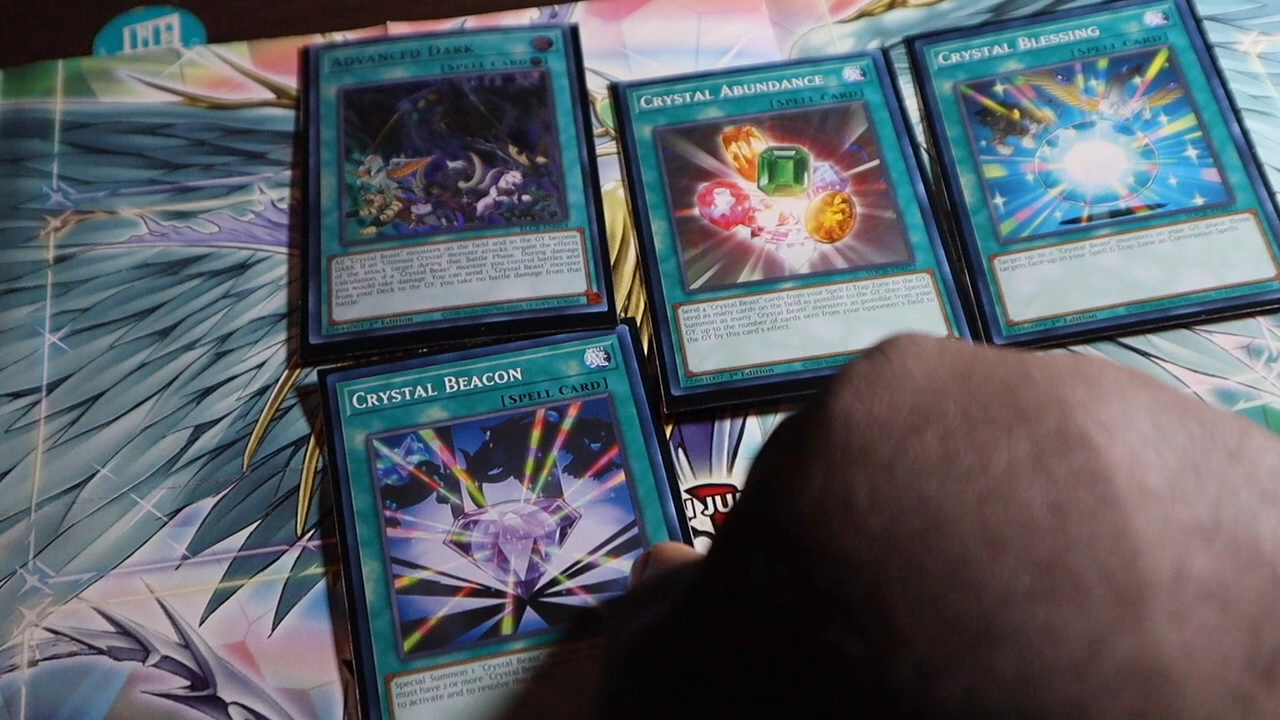 ADVANCED DARK
[SPELL CARD
All "Crystal Beast" monsters on the field and in the GY become
DARK. If an "Ultimate Crystal" monster attacks, negate the effects
of the attack target during that Battle Phase. During damage
calculation, if a "Crystal Beast" monster you control battles and
you would take damage: You can send 1 "Crystal Beast" monster
from your Deck to the GY; you take no battle damage from that
battle.
1st Edition
CRYSTAL ABUNDANCE
[SPELL CARD]
SDCB-EN022
Send 4 "Crystal Beast" cards from your Spell & Trap Zone to the GY;
send as many cards on the field as possible to the GY, then Special
Summon as many "Crystal Beast" monsters as possible from your
GY, up to the number of cards sent from your opponent's field to
the GY by this card's effect.
72881007 1st Edition
CRYSTAL BLESSING
[SPELL CARD]
Target up to 2 "Crystal Beast" monsters in your GY; place those
targets face-up in your Spell & Trap Zone as Continuous Spells.
1st Edition
CRYSTAL BEACON
[SPELL CARD]
Special Summon 1 "Crystal Beast"
must have 2 or more "Crystal
to activate and to resolve this
JU